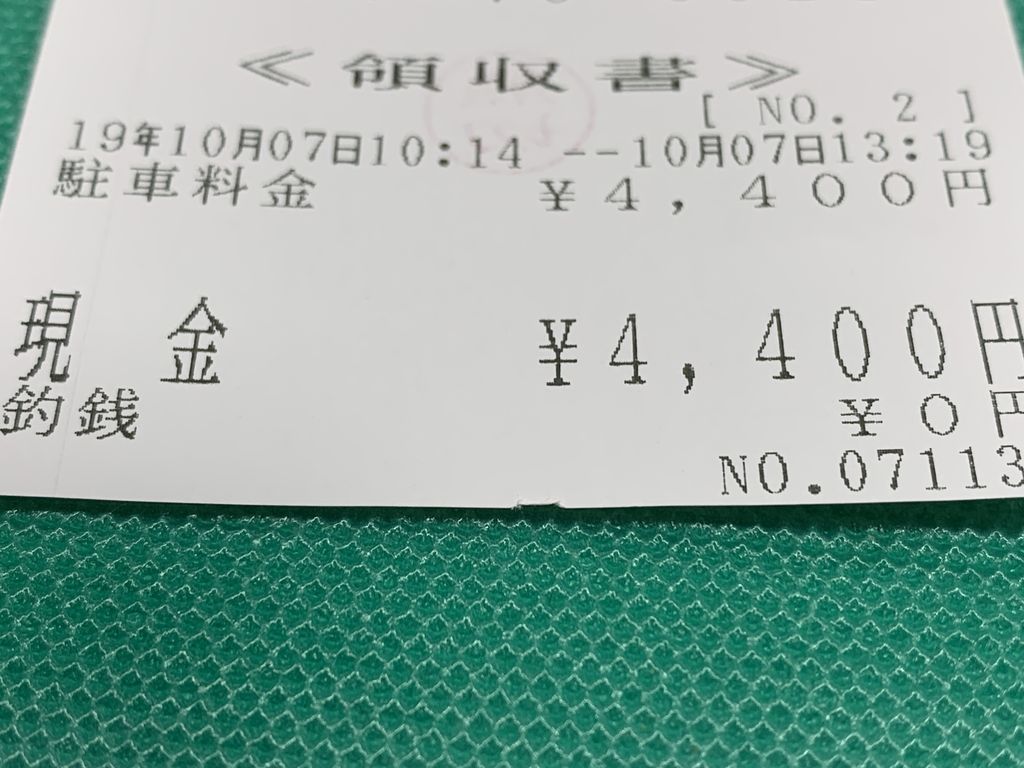 ≪領収書≫
[ NO. 2 ]
19年10月07日10:14 --10月07日13:19
駐車料金 ¥4,400円
現 金 ¥4,400円
釣銭 ¥0円
NO.07113